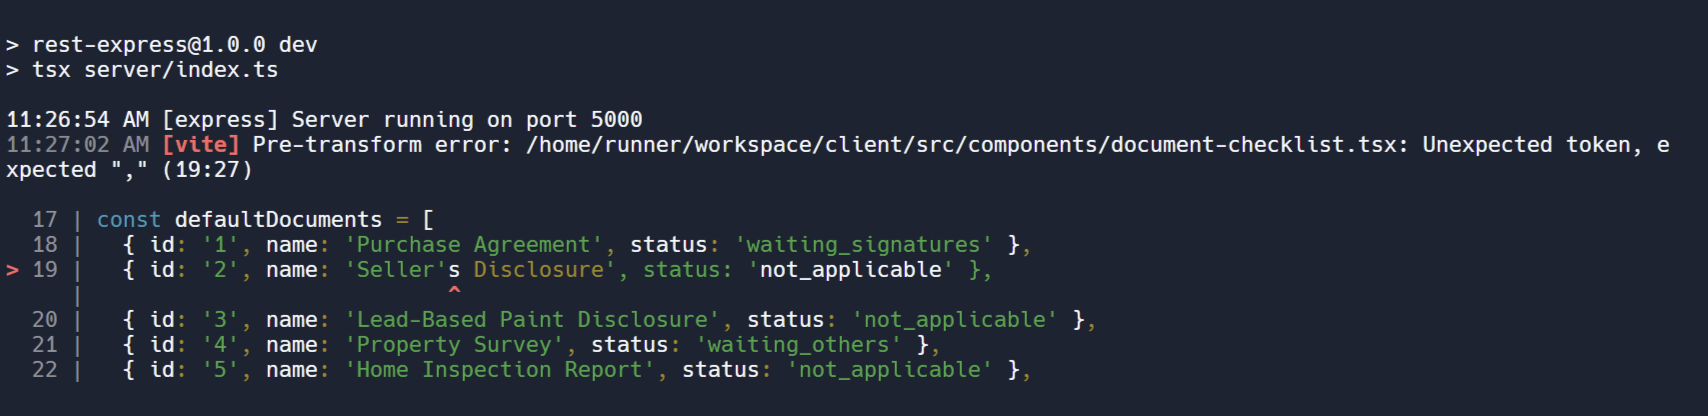 > rest-express@1.0.0 dev
> tsx server/index.ts
11:26:54 AM [express] Server running on port 5000
11:27:02 AM [vite] Pre-transform error: /home/runner/workspace/client/src/components/document-checklist.tsx: Unexpected token, e
xpected "," (19:27)
  17 | const defaultDocuments = [
  18 |   { id: '1', name: 'Purchase Agreement', status: 'waiting_signatures' },
> 19 |   { id: '2', name: 'Seller's Disclosure', status: 'not_applicable' },
     |                            ^
  20 |   { id: '3', name: 'Lead-Based Paint Disclosure', status: 'not_applicable' },
  21 |   { id: '4', name: 'Property Survey', status: 'waiting_others' },
  22 |   { id: '5', name: 'Home Inspection Report', status: 'not_applicable' },